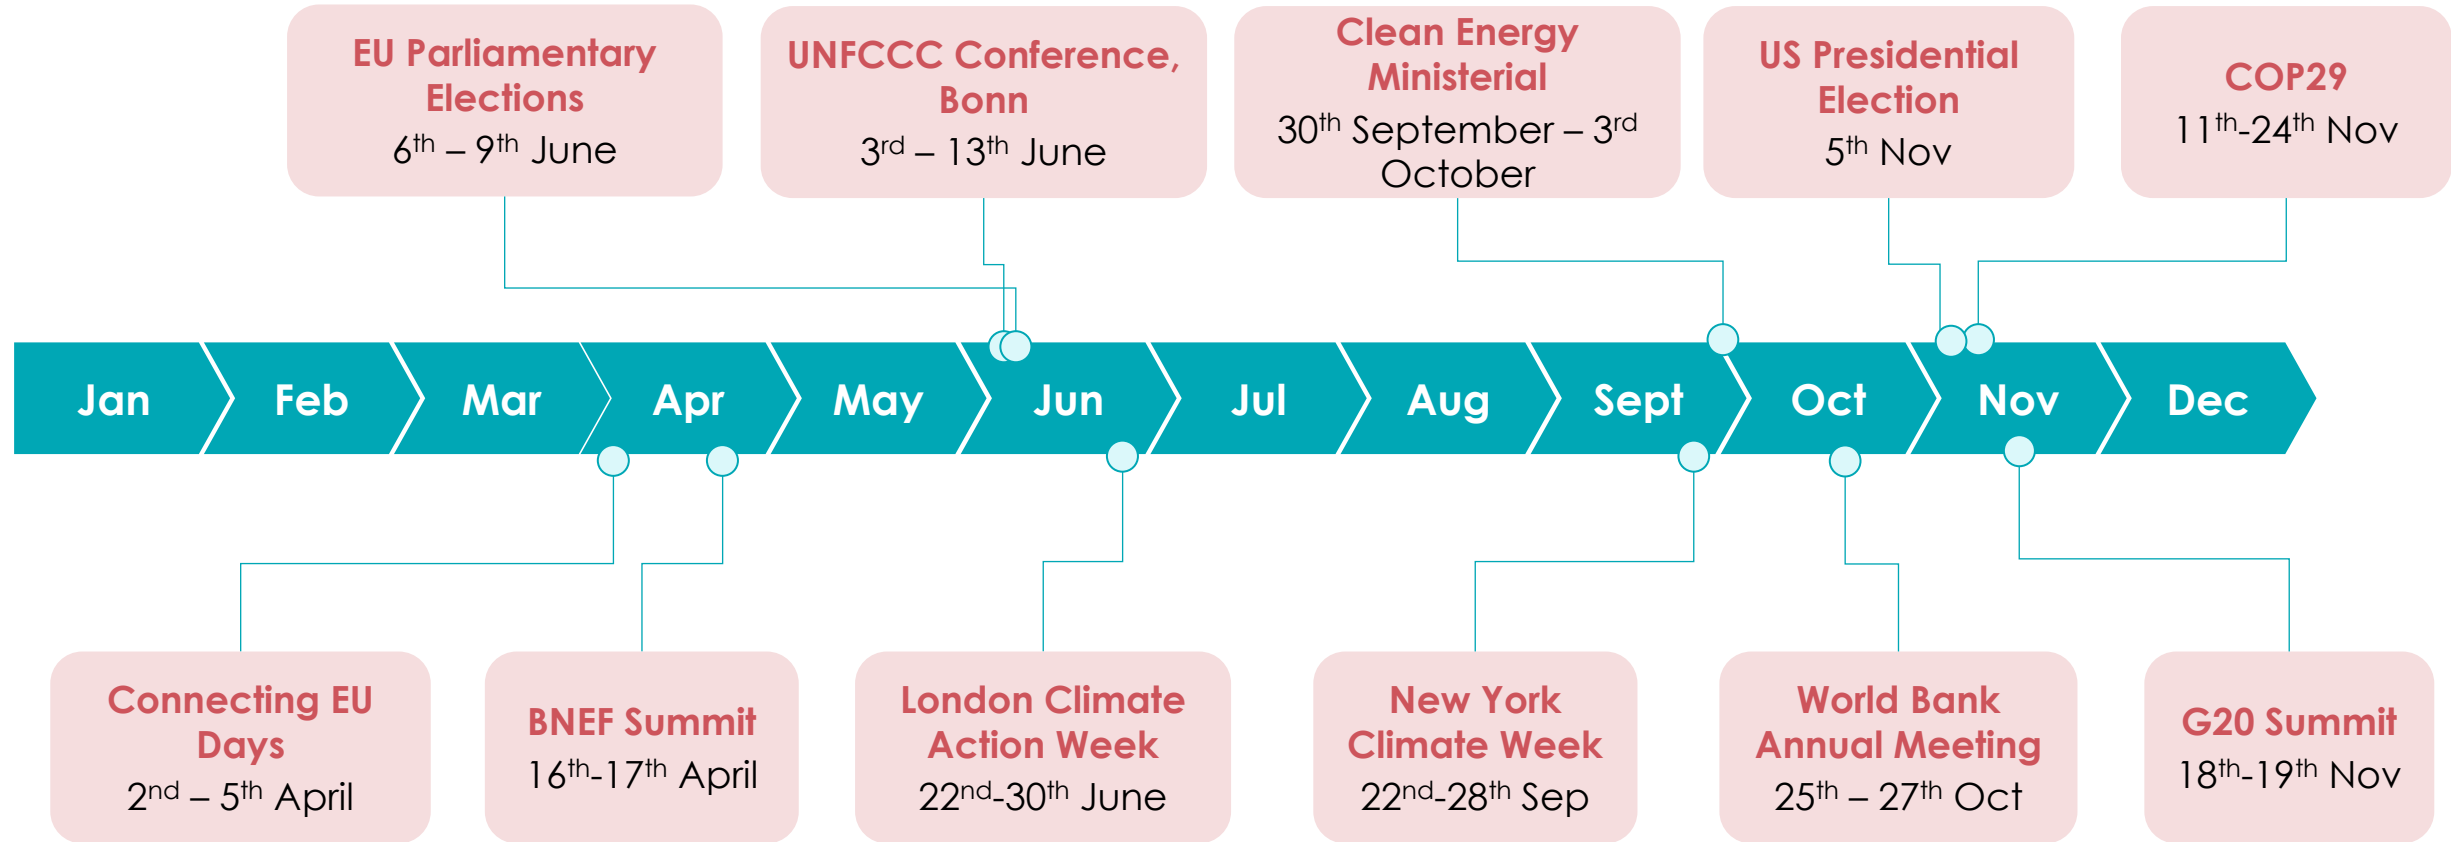 EU Parliamentary
Elections
6th – 9th June
UNFCCC Conference,
Bonn
3rd – 13th June
Clean Energy
Ministerial
30th September – 3rd
October
US Presidential
Election
5th Nov
COP29
11th-24th Nov
Jan
Feb
Mar
Apr
May
Jun
Jul
Aug
Sept
Oct
Nov
Dec
Connecting EU
Days
2nd – 5th April
BNEF Summit
16th-17th April
London Climate
Action Week
22nd-30th June
New York
Climate Week
22nd-28th Sep
World Bank
Annual Meeting
25th – 27th Oct
G20 Summit
18th-19th Nov